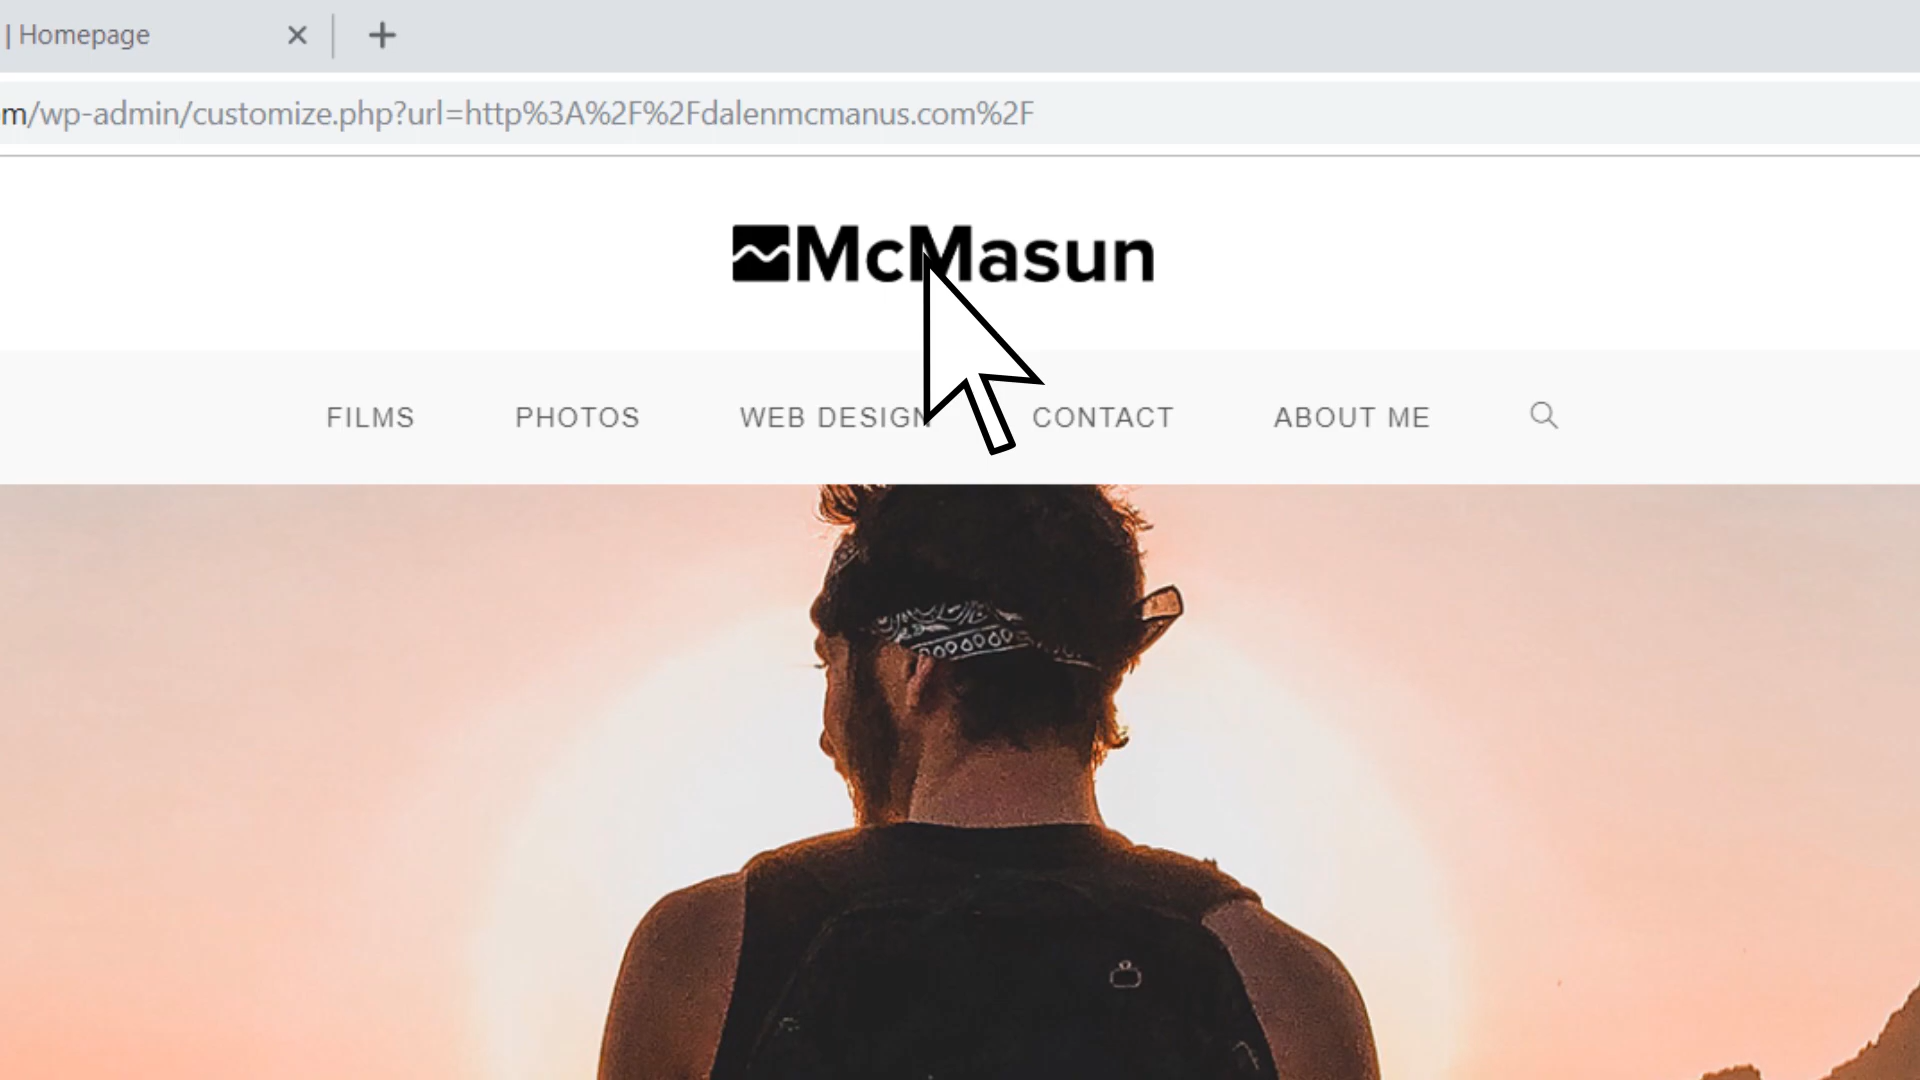 | Homepage
m/wp-admin/customize.php?url=http%3A%2F%2Fdalenmcmanus.com%2F
McMasun
FILMS PHOTOS WEB DESIGN CONTACT ABOUT ME